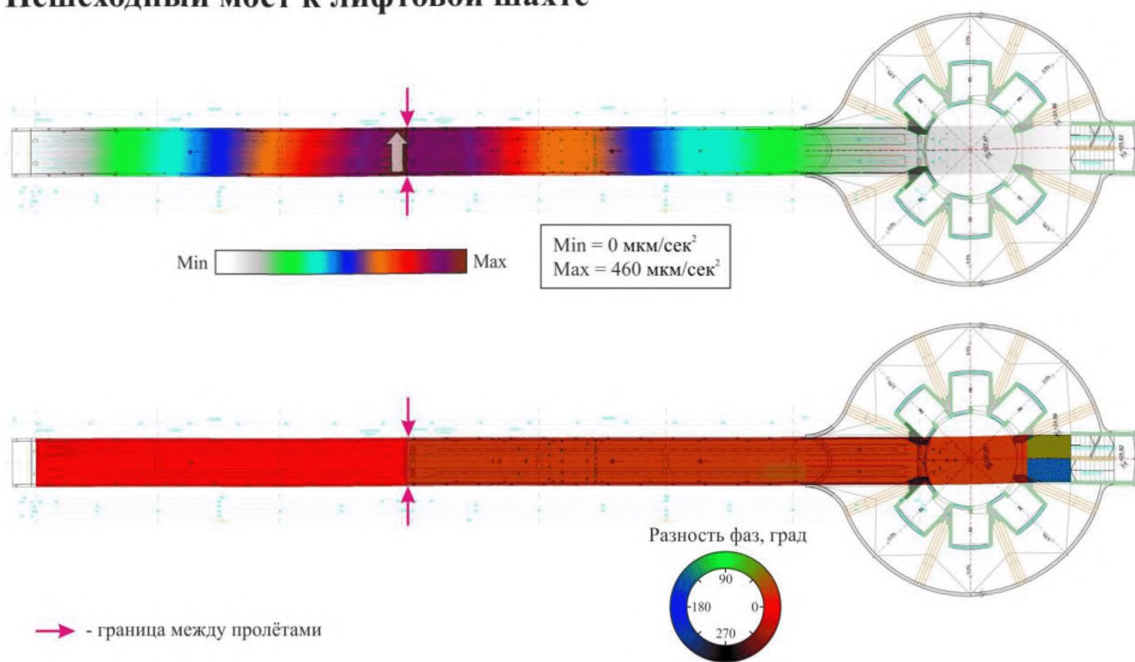 Пешеходный мост к лифтовой шахте
Min
Max
Min = 0 мкм/сек²
Max = 460 мкм/сек²
Разность фаз, град
90
180
0
270
- граница между пролётами